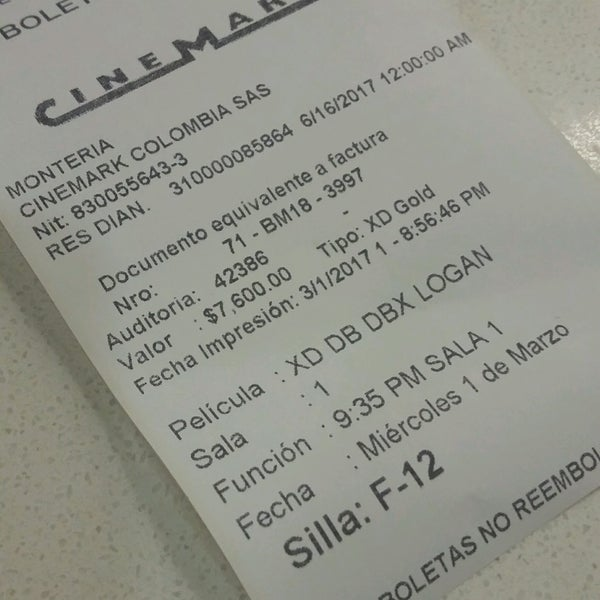 BOLETAS
CINEMARK
MONTERIA
CINEMARK COLOMBIA SAS
Nit: 830055643-3
RES DIAN. 310000085864 6/16/2017 12:00:00 AM
Documento equivalente a factura
Nro: 71 - BM18 - 3997
Auditoria: 42386 -
Valor : $7,600.00 Tipo: XD Gold
Fecha Impresión: 3/1/2017 1 - 8:56:46 PM
Película : XD DB DBX LOGAN
Sala : 1
Función : 9:35 PM SALA 1
Fecha : Miércoles 1 de Marzo
Silla: F-12
BOLETAS NO REEMBOL